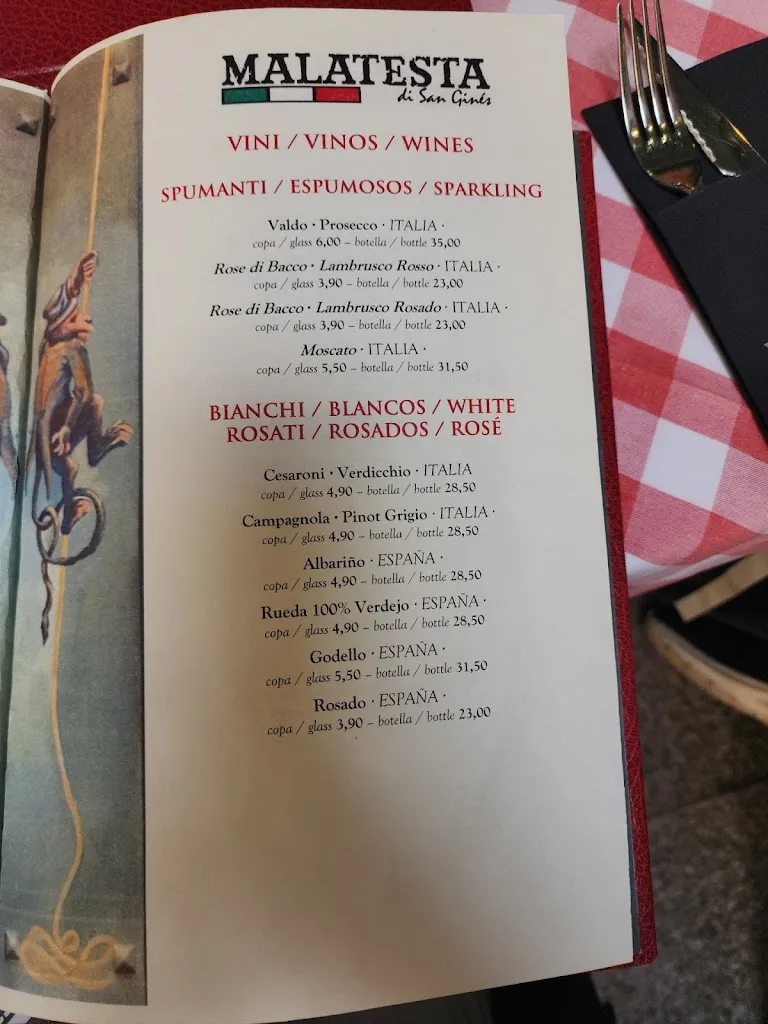 MALATESTA
di San Ginés
VINI / VINOS / WINES
SPUMANTI / ESPUMOSOS / SPARKLING
Valdo · Prosecco · ITALIA ·
copa / glass 6,00 – botella / bottle 35,00
Rose di Bacco · Lambrusco Rosso · ITALIA ·
copa / glass 3,90 – botella / bottle 23,00
Rose di Bacco · Lambrusco Rosado · ITALIA ·
copa / glass 3,90 – botella / bottle 23,00
Moscato · ITALIA ·
copa / glass 5,50 – botella / bottle 31,50
BIANCHI / BLANCOS / WHITE
ROSATI / ROSADOS / ROSÉ
Cesaroni · Verdicchio · ITALIA
copa / glass 4,90 – botella / bottle 28,50
Campagnola · Pinot Grigio · ITALIA ·
copa / glass 4,90 – botella / bottle 28,50
Albariño · ESPAÑA ·
copa / glass 4,90 – botella / bottle 28,50
Rueda 100% Verdejo · ESPAÑA ·
copa / glass 4,90 – botella / bottle 28,50
Godello · ESPAÑA ·
copa / glass 5,50 – botella / bottle 31,50
Rosado · ESPAÑA ·
copa / glass 3,90 – botella / bottle 23,00